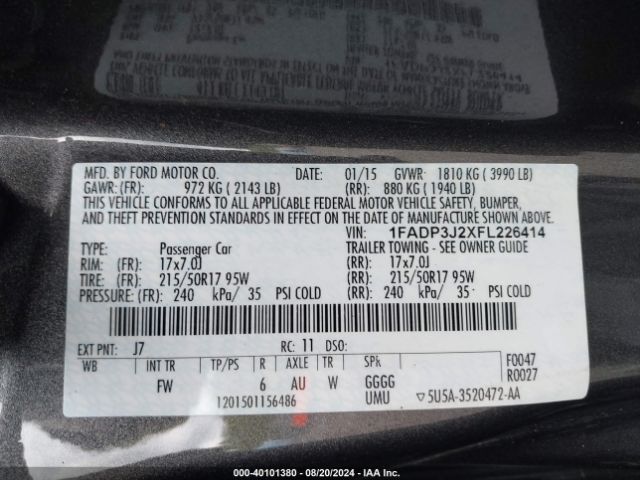 MFD. BY FORD MOTOR CO. DATE: 01/15 GVWR: 1810 KG ( 3990 LB)
GAWR: (FR): 972 KG ( 2143 LB) (RR): 880 KG ( 1940 LB)
THIS VEHICLE CONFORMS TO ALL APPLICABLE FEDERAL MOTOR VEHICLE SAFETY, BUMPER,
AND THEFT PREVENTION STANDARDS IN EFFECT ON THE DATE OF MANUFACTURE SHOWN ABOVE.
VIN: 1FADP3J2XFL226414
TYPE: Passenger Car TRAILER TOWING - SEE OWNER GUIDE
RIM: (FR): 17x7.0J (RR): 17x7.0J
TIRE: (FR): 215/50R17 95W (RR): 215/50R17 95W
PRESSURE: (FR): 240 kPa/ 35 PSI COLD (RR): 240 kPa/ 35 PSI COLD
EXT PNT: J7 RC: 11 DSO:
WB INT TR TP/PS R AXLE TR SPR F0047
FW 6 AU W GGGG R0027
1201501156486 UMU ▽ 5U5A-3520472-AA
000-40101380 - 08/20/2024 - IAA Inc.